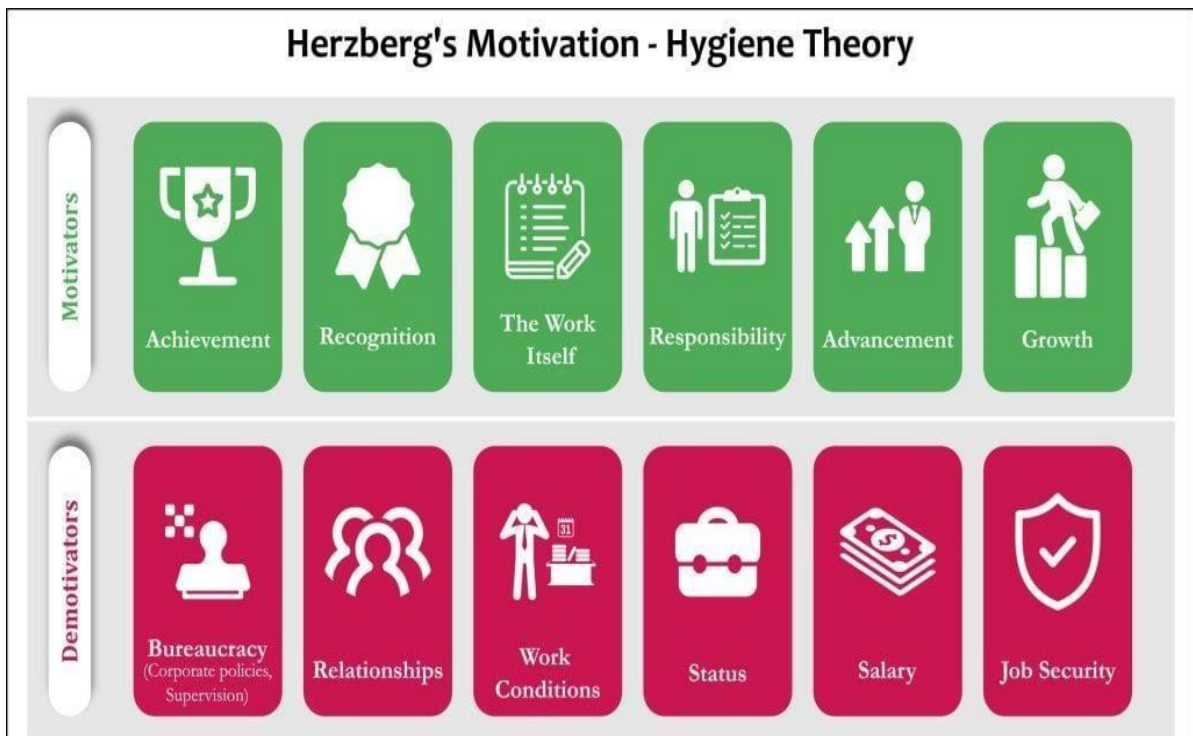 Herzberg's Motivation - Hygiene Theory
Motivators
Achievement
Recognition
The Work
Itself
Responsibility
Advancement
Growth
Demotivators
Bureaucracy
(Corporate policies,
Supervision)
Relationships
Work
Conditions
31
Status
$
Salary
Job Security